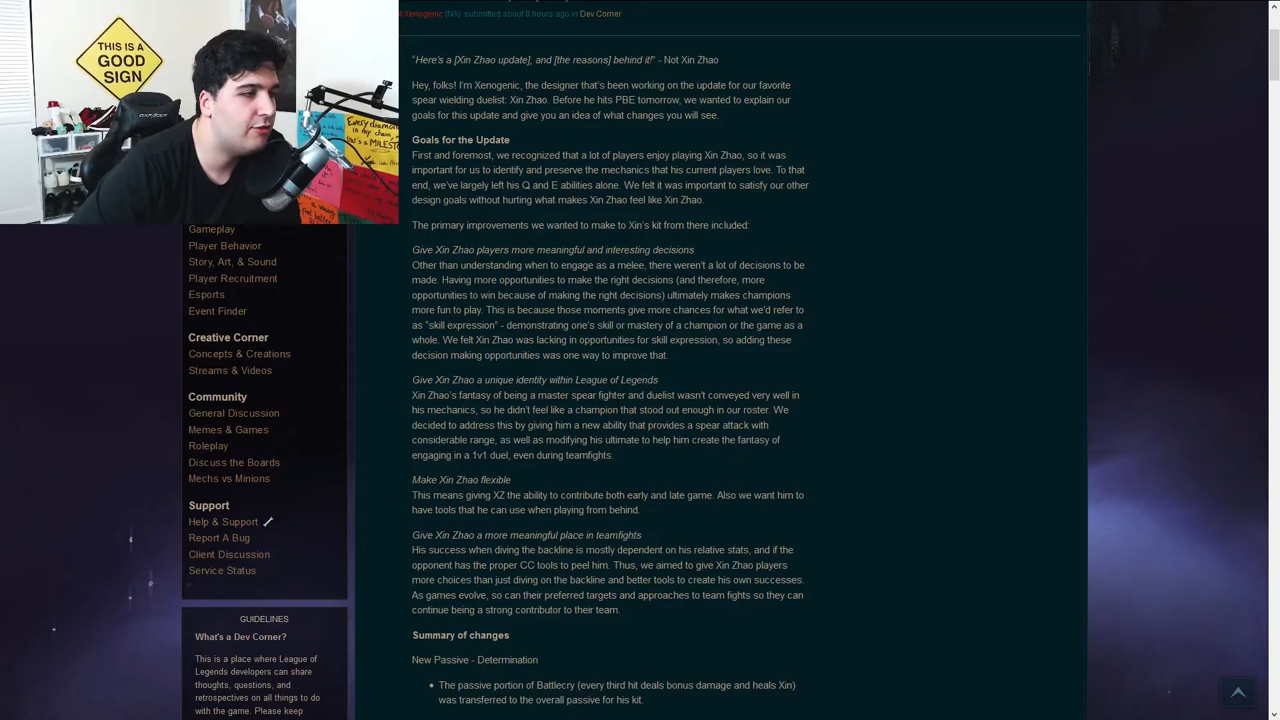 THIS IS A
GOOD
SIGN
Every diamond
MILESTO
DXRACER
Xenogenic (NA) submitted about 8 hours ago in Dev Corner
"Here's a [Xin Zhao update], and [the reasons] behind it!" - Not Xin Zhao
Hey, folks! I'm Xenogenic, the designer that's been working on the update for our favorite
spear wielding duelist: Xin Zhao. Before he hits PBE tomorrow, we wanted to explain our
goals for this update and give you an idea of what changes you will see.
Goals for the Update
First and foremost, we recognized that a lot of players enjoy playing Xin Zhao, so it was
important for us to identify and preserve the mechanics that his current players love. To that
end, we've largely left his Q and E abilities alone. We felt it was important to satisfy our other
design goals without hurting what makes Xin Zhao feel like Xin Zhao.
The primary improvements we wanted to make to Xin's kit from there included:
Give Xin Zhao players more meaningful and interesting decisions
Other than understanding when to engage as a melee, there weren't a lot of decisions to be
made. Having more opportunities to make the right decisions (and therefore, more
opportunities to win because of making the right decisions) ultimately makes champions
more fun to play. This is because those moments give more chances for what we'd refer to
as "skill expression" - demonstrating one's skill or mastery of a champion or the game as a
whole. We felt Xin Zhao was lacking in opportunities for skill expression, so adding these
decision making opportunities was one way to improve that.
Give Xin Zhao a unique identity within League of Legends
Xin Zhao's fantasy of being a master spear fighter and duelist wasn't conveyed very well in
his mechanics, so he didn't feel like a champion that stood out enough in our roster. We
decided to address this by giving him a new ability that provides a spear attack with
considerable range, as well as modifying his ultimate to help him create the fantasy of
engaging in a 1v1 duel, even during teamfights.
Make Xin Zhao flexible
This means giving XZ the ability to contribute both early and late game. Also we want him to
have tools that he can use when playing from behind.
Give Xin Zhao a more meaningful place in teamfights
His success when diving the backline is mostly dependent on his relative stats, and if the
opponent has the proper CC tools to peel him. Thus, we aimed to give Xin Zhao players
more choices than just diving on the backline and better tools to create his own successes.
As games evolve, so can their preferred targets and approaches to team fights so they can
continue being a strong contributor to their team.
Summary of changes
New Passive - Determination
The passive portion of Battlecry (every third hit deals bonus damage and heals Xin)
was transferred to the overall passive for his kit.
Gameplay
Player Behavior
Story, Art, & Sound
Player Recruitment
Esports
Event Finder
Creative Corner
Concepts & Creations
Streams & Videos
Community
General Discussion
Memes & Games
Roleplay
Discuss the Boards
Mechs vs Minions
Support
Help & Support
Report A Bug
Client Discussion
Service Status
GUIDELINES
What's a Dev Corner?
This is a place where League of
Legends developers can share
thoughts, questions, and
retrospectives on all things to do
with the game. Please keep